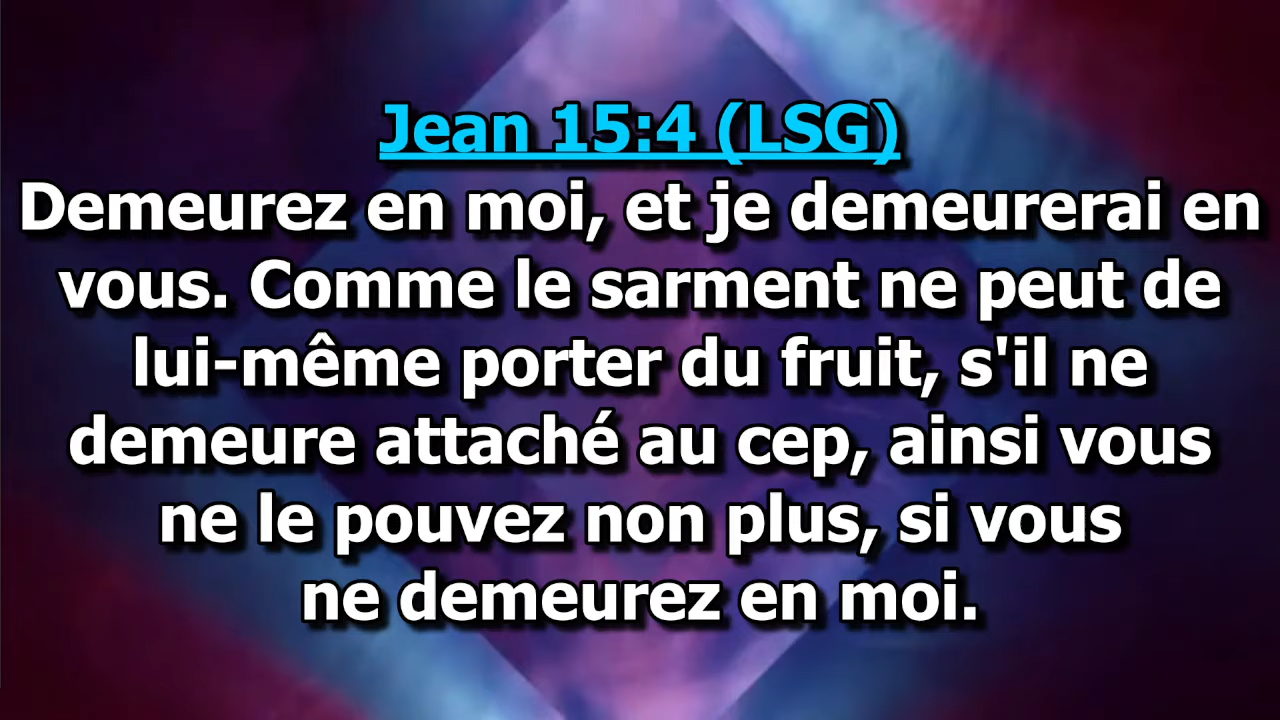 Jean 15:4 (LSG)
Demeurez en moi, et je demeurerai en
vous. Comme le sarment ne peut de
lui-même porter du fruit, s'il ne
demeure attaché au cep, ainsi vous
ne le pouvez non plus, si vous
ne demeurez en moi.